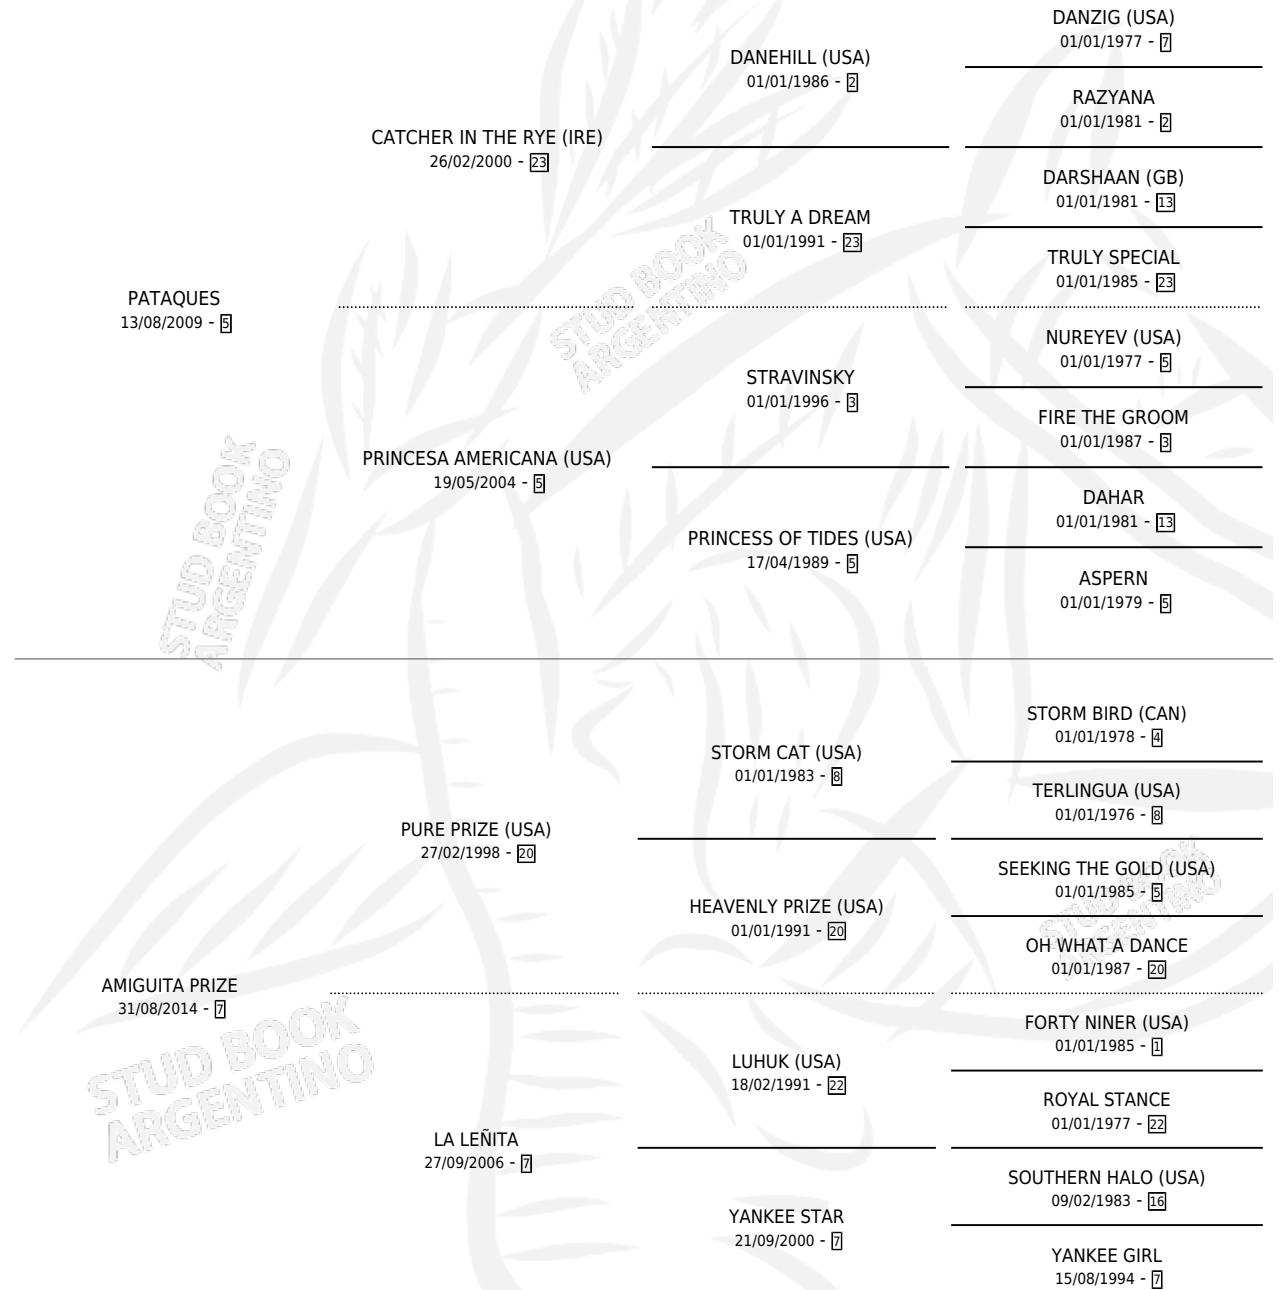 DANZIG (USA)
01/01/1977 - 7
DANEHILL (USA)
01/01/1986 - 2
RAZYANA
01/01/1981 - 2
CATCHER IN THE RYE (IRE)
26/02/2000 - 23
DARSHAAN (GB)
01/01/1981 - 13
TRULY A DREAM
01/01/1991 - 23
TRULY SPECIAL
01/01/1985 - 23
PATAQUES
13/08/2009 - 5
NUREYEV (USA)
01/01/1977 - 5
STRAVINSKY
01/01/1996 - 3
FIRE THE GROOM
01/01/1987 - 3
PRINCESA AMERICANA (USA)
19/05/2004 - 5
DAHAR
01/01/1981 - 13
PRINCESS OF TIDES (USA)
17/04/1989 - 5
ASPERN
01/01/1979 - 5
STORM BIRD (CAN)
01/01/1978 - 4
STORM CAT (USA)
01/01/1983 - 8
TERLINGUA (USA)
01/01/1976 - 8
PURE PRIZE (USA)
27/02/1998 - 20
SEEKING THE GOLD (USA)
01/01/1985 - 5
HEAVENLY PRIZE (USA)
01/01/1991 - 20
OH WHAT A DANCE
01/01/1987 - 20
AMIGUITA PRIZE
31/08/2014 - 7
FORTY NINER (USA)
01/01/1985 - 1
LUHUK (USA)
18/02/1991 - 22
ROYAL STANCE
01/01/1977 - 22
LA LEÑITA
27/09/2006 - 7
SOUTHERN HALO (USA)
09/02/1983 - 16
YANKEE STAR
21/09/2000 - 7
YANKEE GIRL
15/08/1994 - 7
STUD BOOK
ARGENTINO
STUD BOOK
ARGENTINO
STUD BOOK
ARGENTINO
STUD BOOK
ARGENTINO